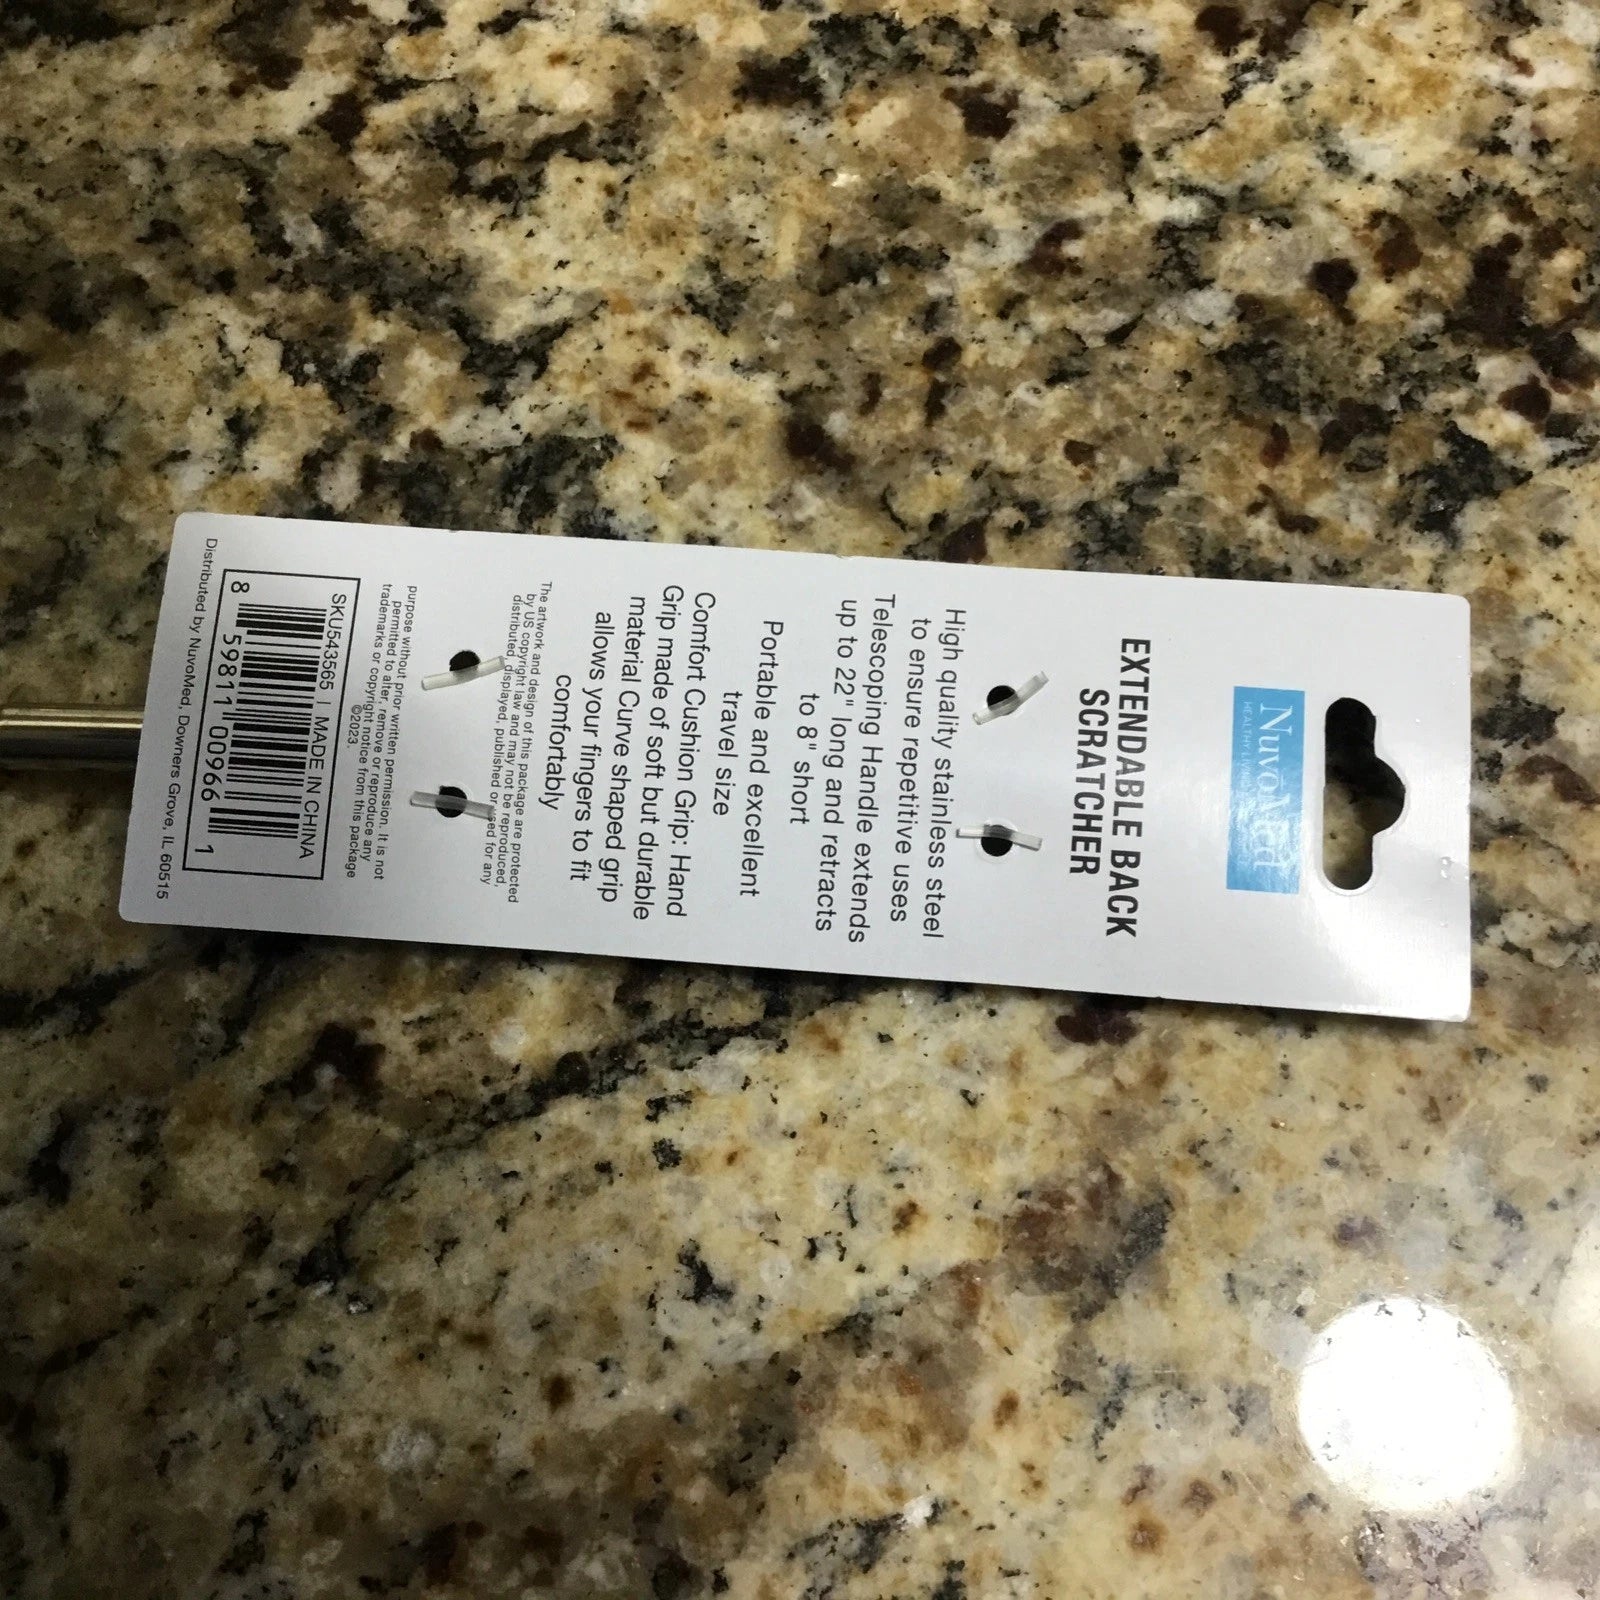 NuvoMed
HEALTHY LIVING
EXTENDABLE BACK
SCRATCHER
High quality stainless steel
to ensure repetitive uses
Telescoping Handle extends
up to 22" long and retracts
to 8" short
Portable and excellent
travel size
Comfort Cushion Grip: Hand
Grip made of soft but durable
material Curve shaped grip
allows your fingers to fit
comfortably
The artwork and design of this package are protected
by US copyright law and may not be reproduced,
distributed, displayed, published or used for any
purpose without prior written permission. It is not
permitted to alter, remove or reproduce any
trademarks or copyright notice from this package
©2023.
SKU543565 | MADE IN CHINA
8 59811 00966 1
Distributed by NuvoMed, Downers Grove, IL 60515